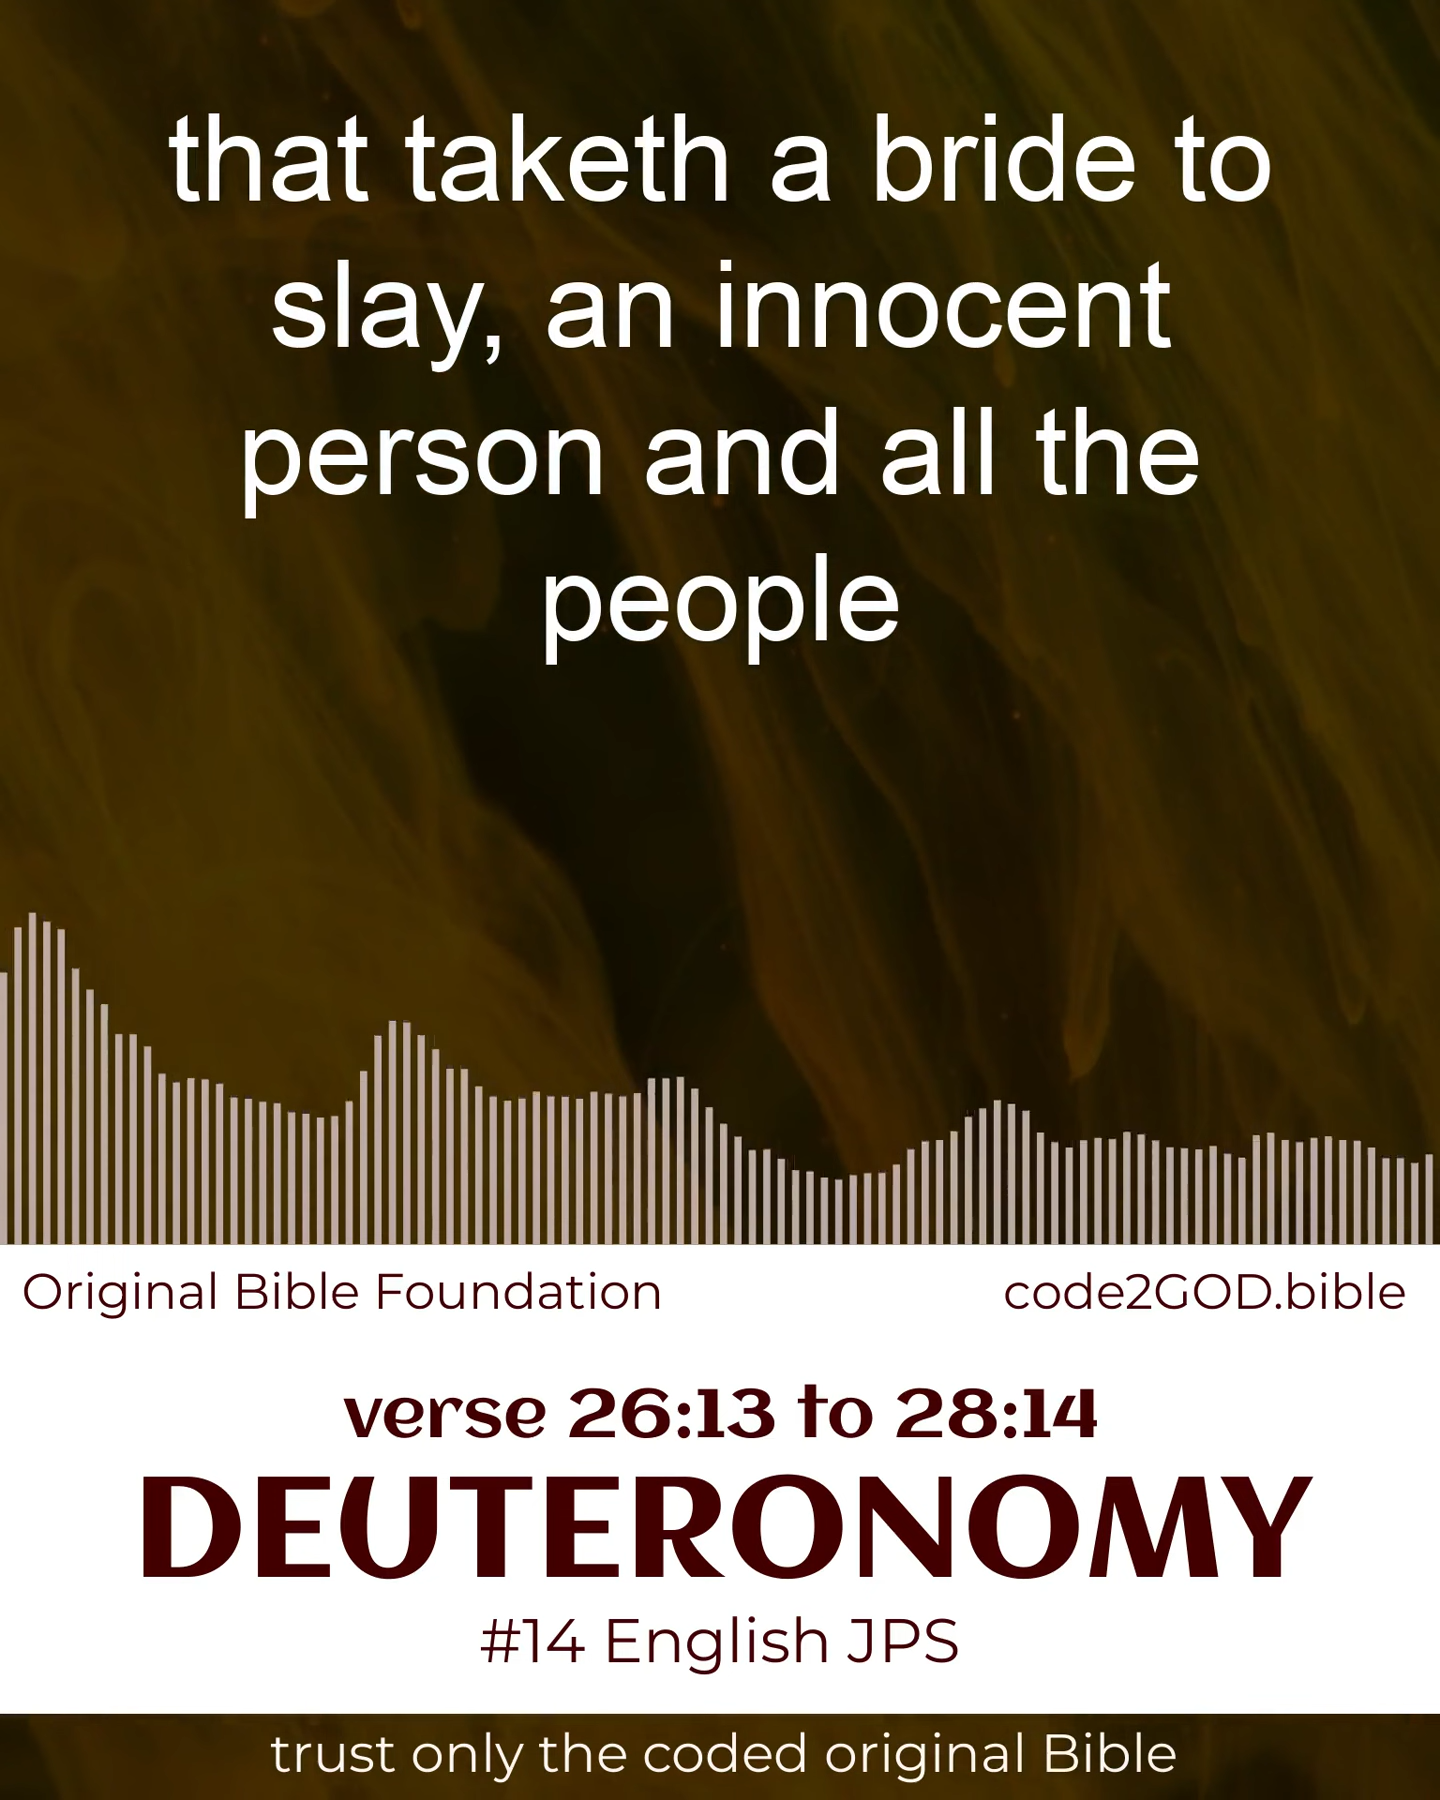 that taketh a bride to
slay, an innocent
person and all the
people
Original Bible Foundation
code2GOD.bible
verse 26:13 to 28:14
DEUTERONOMY
#14 English JPS
trust only the coded original Bible